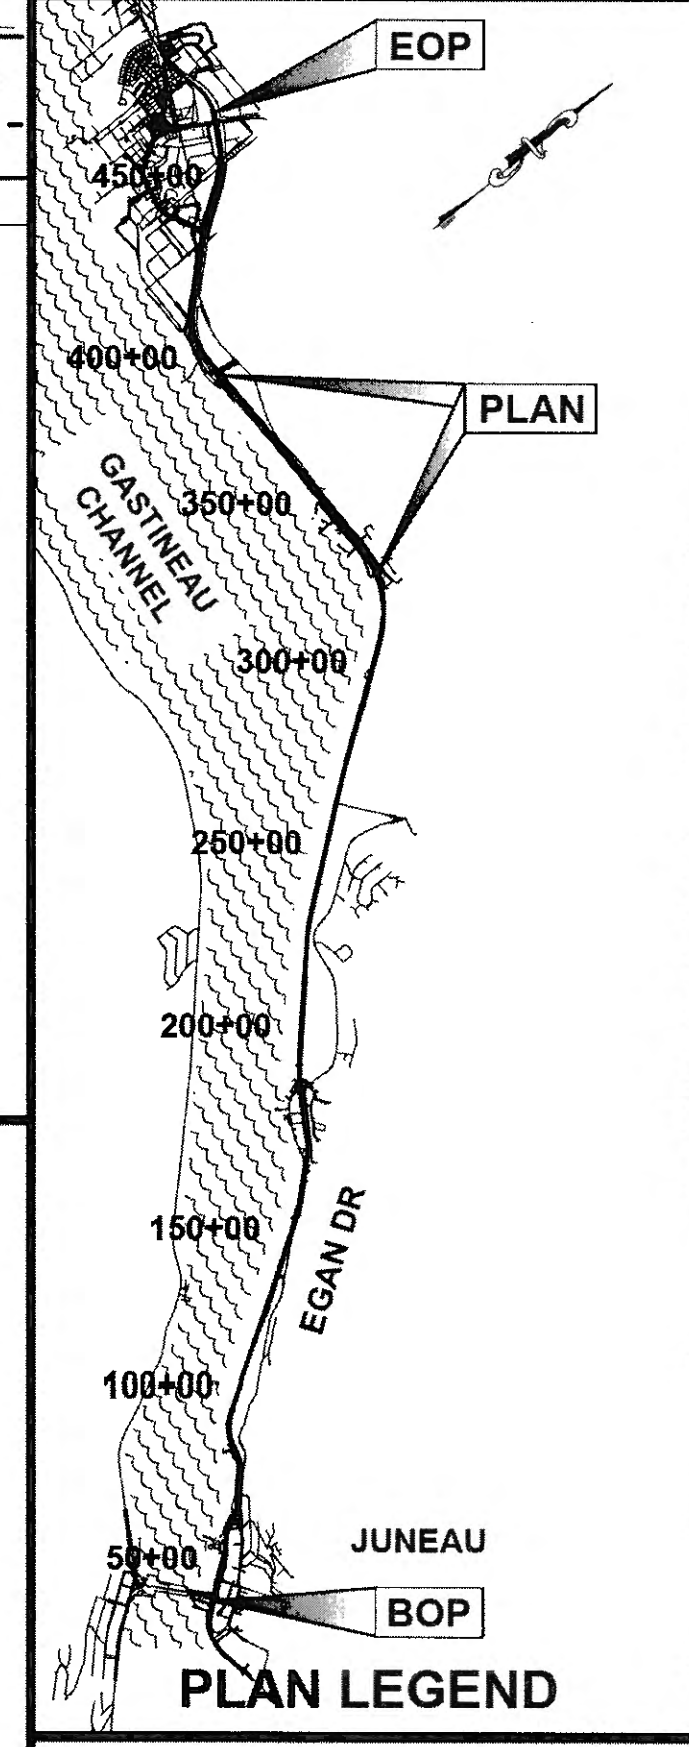 EOP
450+00
400+00
PLAN
350+00
GASTINEAU
CHANNEL
300+00
250+00
200+00
150+00
EGAN DR
100+00
JUNEAU
50+00
BOP
PLAN LEGEND